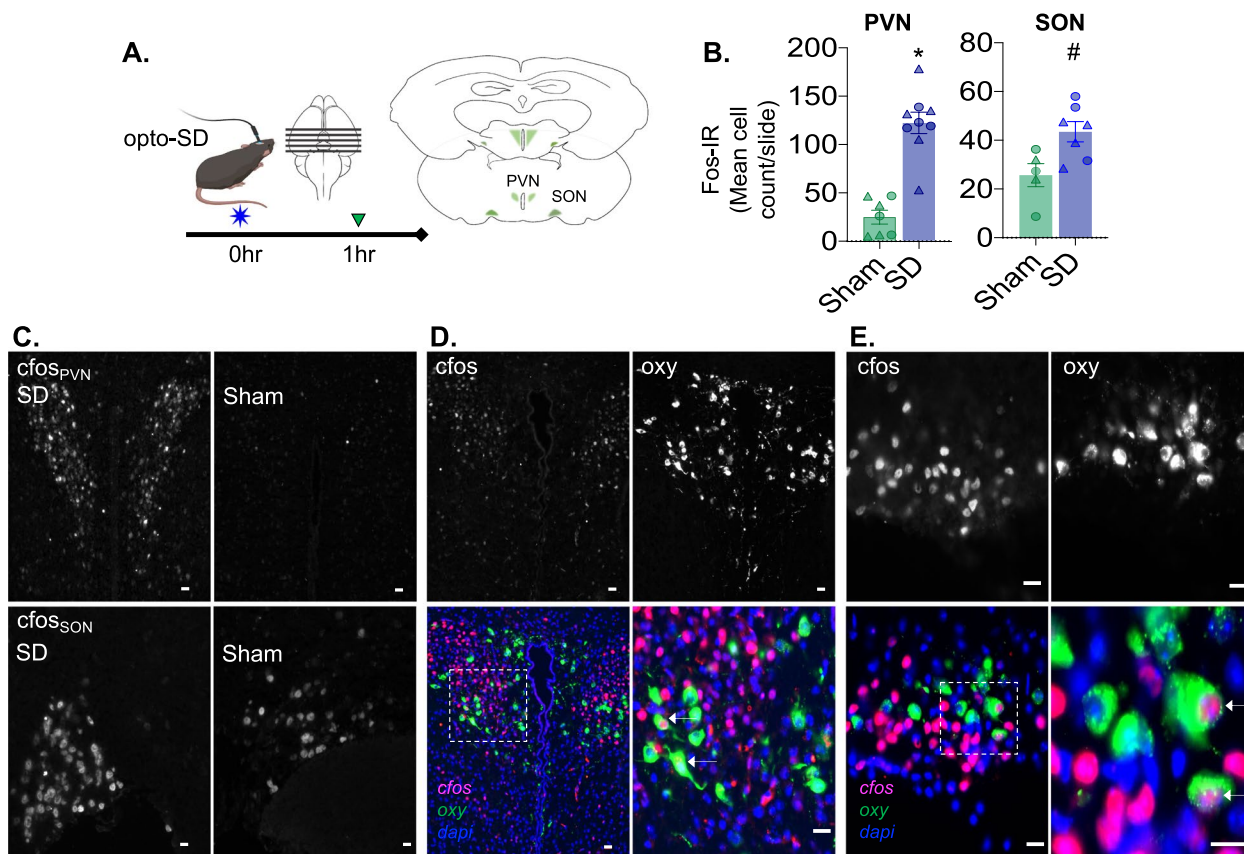 A.
opto-SD
PVN
SON
0hr
1hr
B.
PVN
SON
Fos-IR
(Mean cell
count/slide)
200
150
100
50
0
*
Sham
SD
80
60
40
20
0
#
Sham
SD
C.
cfosPVN
SD
Sham
cfosSON
SD
Sham
D.
cfos
oxy
cfos
oxy
dapi
E.
cfos
oxy
cfos
oxy
dapi